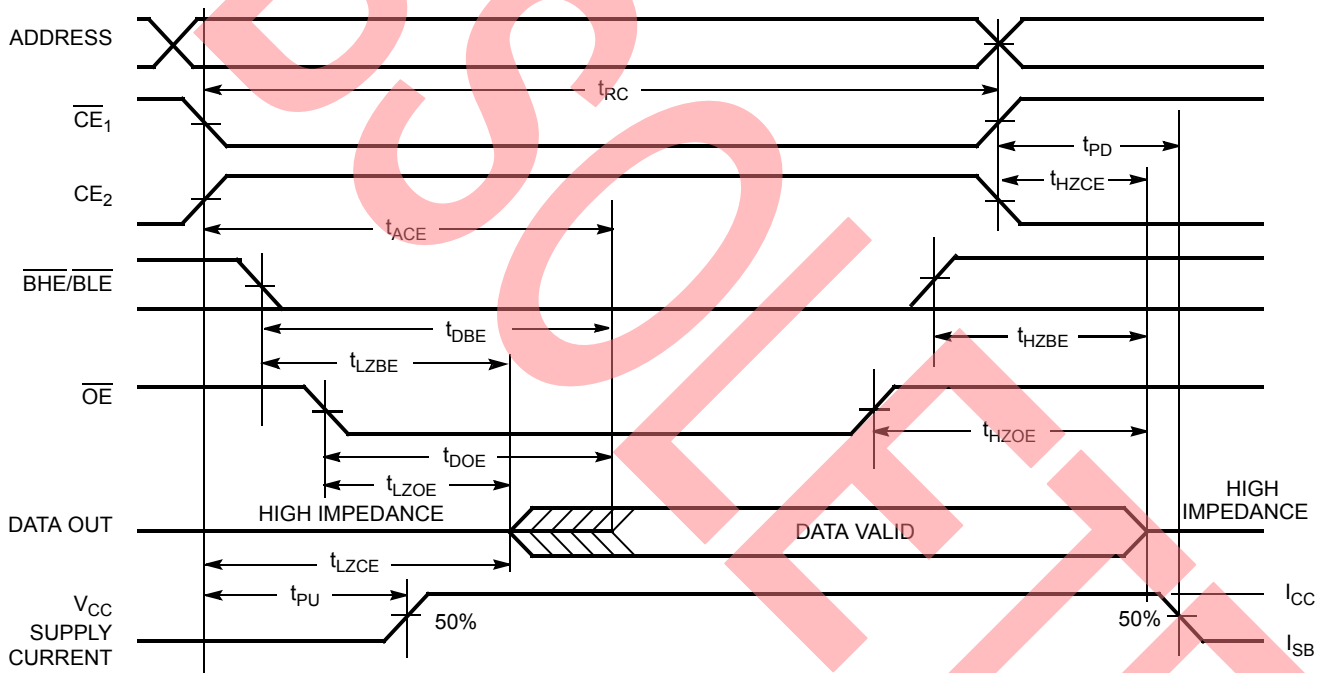 ADDRESS
tRC
CE1
tPD
tHZCE
CE2
tACE
BHE/BLE
tDBE
tHZBE
tLZBE
OE
tHZOE
tDOE
tLZOE
HIGH IMPEDANCE
HIGH
IMPEDANCE
DATA OUT
DATA VALID
tLZCE
tPU
VCC
SUPPLY
CURRENT
50%
50%
ICC
ISB